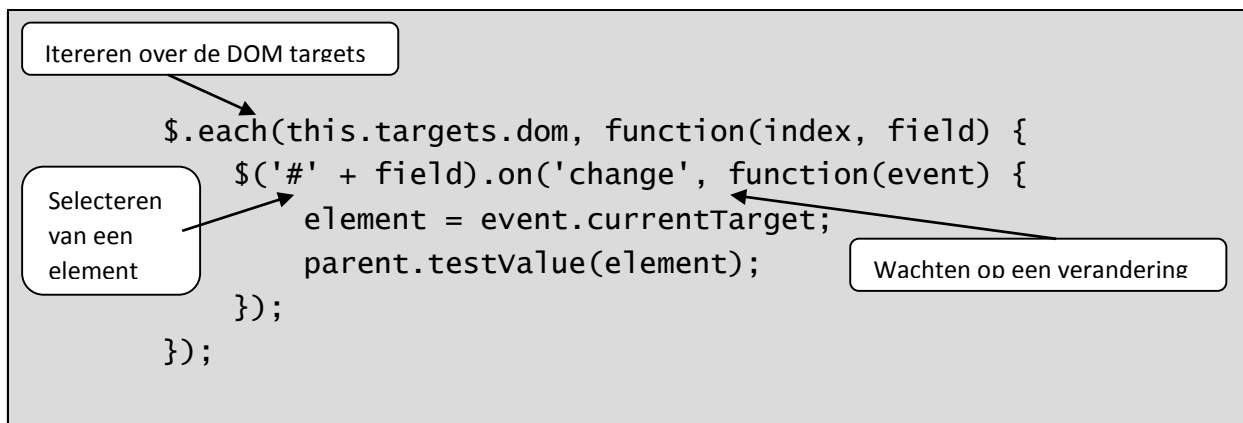 Itereren over de DOM targets
$.each(this.targets.dom, function(index, field) {
$('#' + field).on('change', function(event) {
Selecteren
van een
element
element = event.currentTarget;
parent.testValue(element);
Wachten op een verandering
});
});